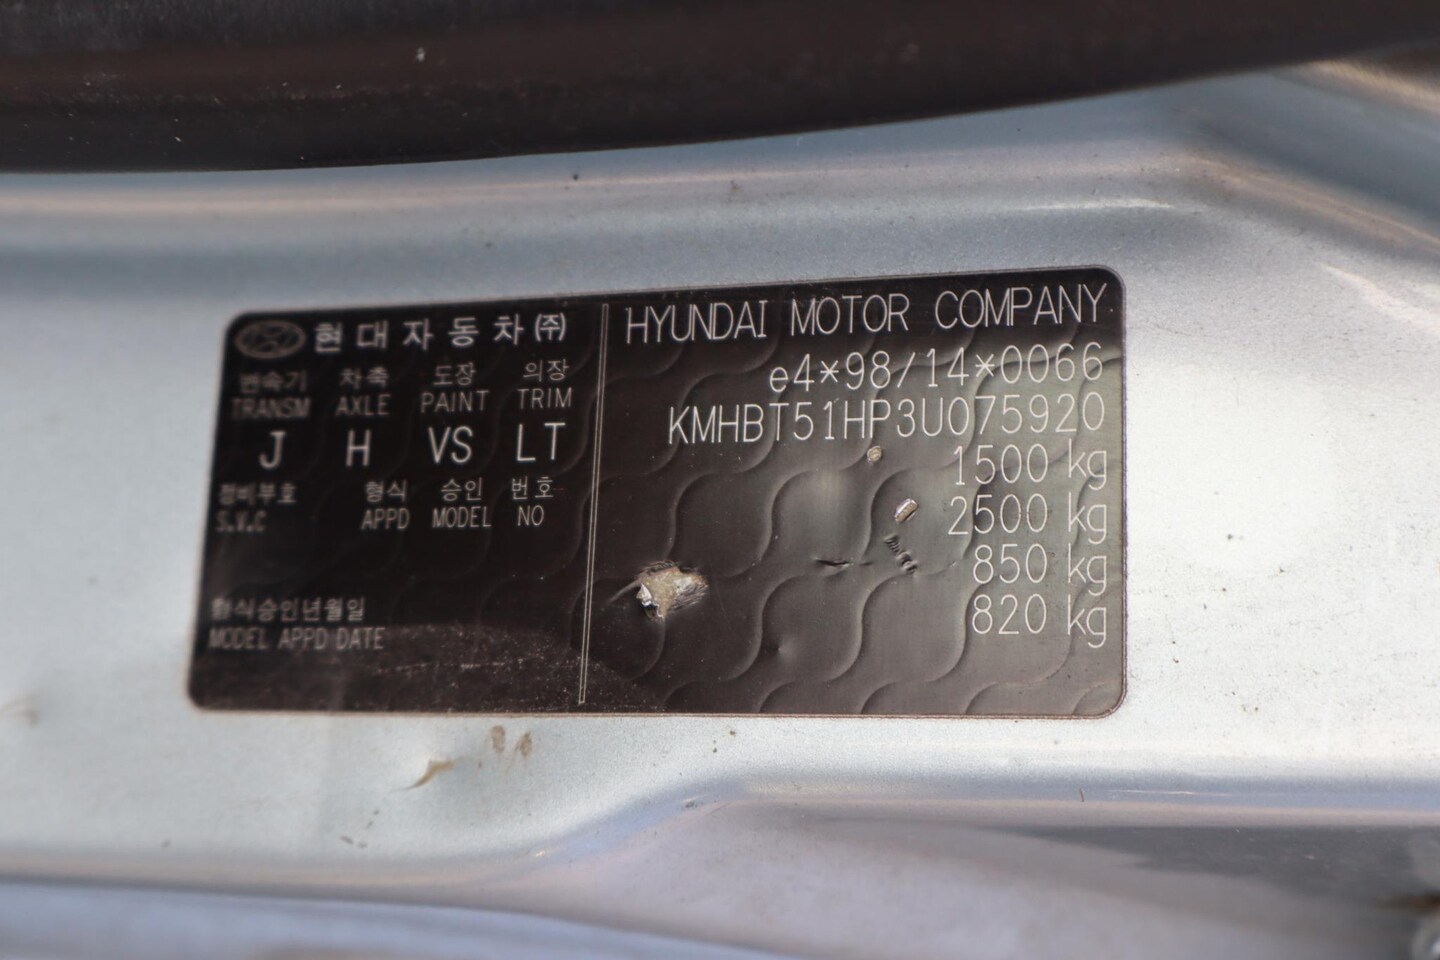 현대자동차(주)
변속기 차축 도장 의장
TRANSM AXLE PAINT TRIM
J H VS LT
정비부호 형식 승인 번호
S.V.C APPD MODEL NO
형식승인년월일
MODEL APPD DATE
HYUNDAI MOTOR COMPANY
e4*98/14*0066
KMHBT51HP3U075920
1500 kg
2500 kg
850 kg
820 kg